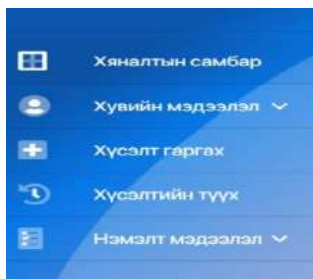 Хяналтын самбар
Хувийн мэдээлэл
Хүсэлт гаргах
Хүсэлтийн түүх
Нэмэлт мэдээлэл